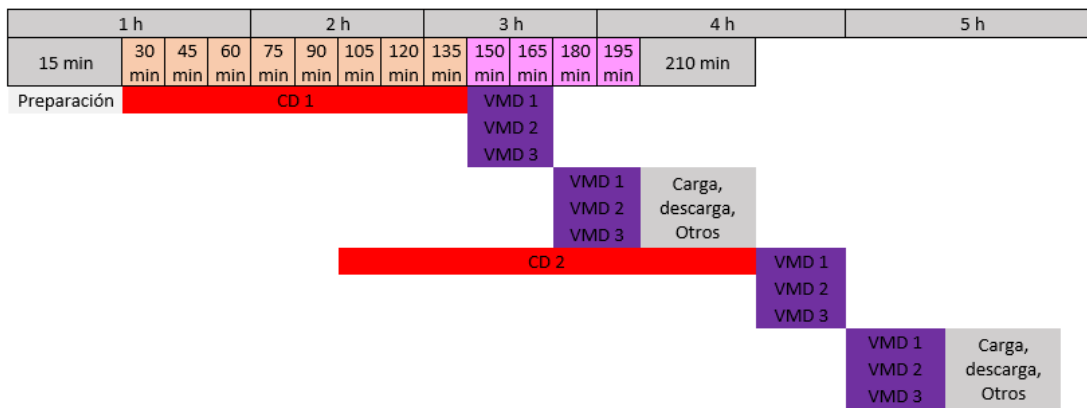 1 h 2 h 3 h 4 h 5 h
15 min 30 min 45 min 60 min 75 min 90 min 105 min 120 min 135 min 150 min 165 min 180 min 195 min 210 min
Preparación CD 1 VMD 1
VMD 2
VMD 3
VMD 1 Carga,
VMD 2 descarga,
VMD 3 Otros
CD 2 VMD 1
VMD 2
VMD 3
VMD 1 Carga,
VMD 2 descarga,
VMD 3 Otros